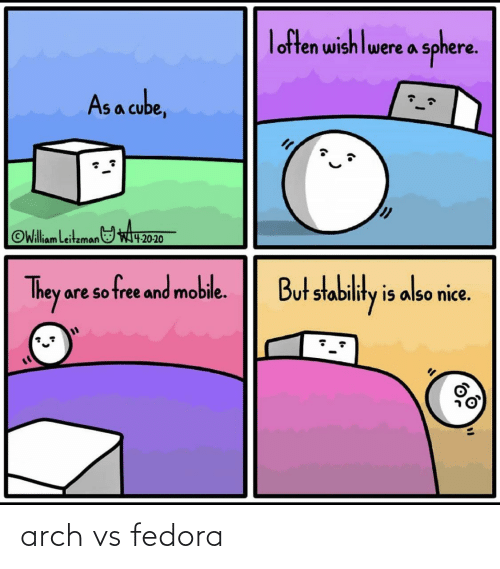 As a cube,
©William Leitzman W 4-20-20
I often wish I were a sphere.
They are so free and mobile.
But stability is also nice.
arch vs fedora